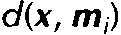 d(x, m_i)